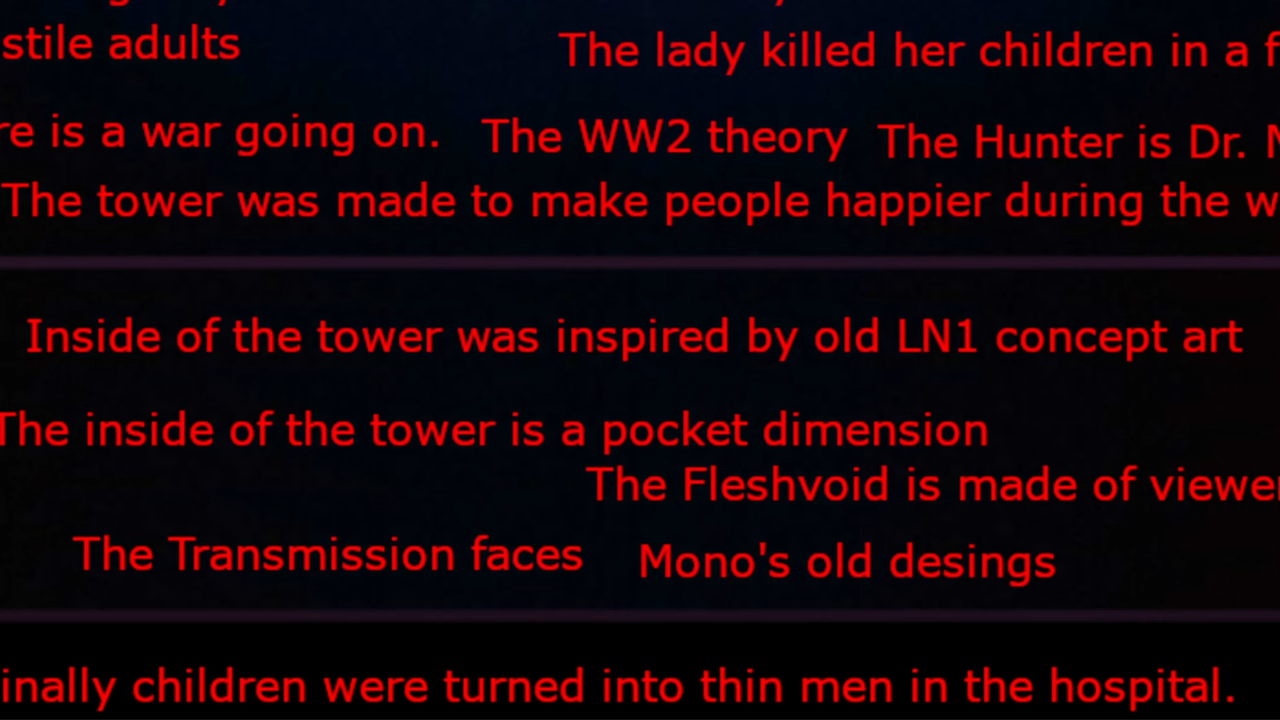 stile adults
The lady killed her children in a f
re is a war going on.
The WW2 theory
The Hunter is Dr.
The tower was made to make people happier during the w
Inside of the tower was inspired by old LN1 concept art
The inside of the tower is a pocket dimension
The Fleshvoid is made of viewer
The Transmission faces
Mono's old desings
inally children were turned into thin men in the hospital.